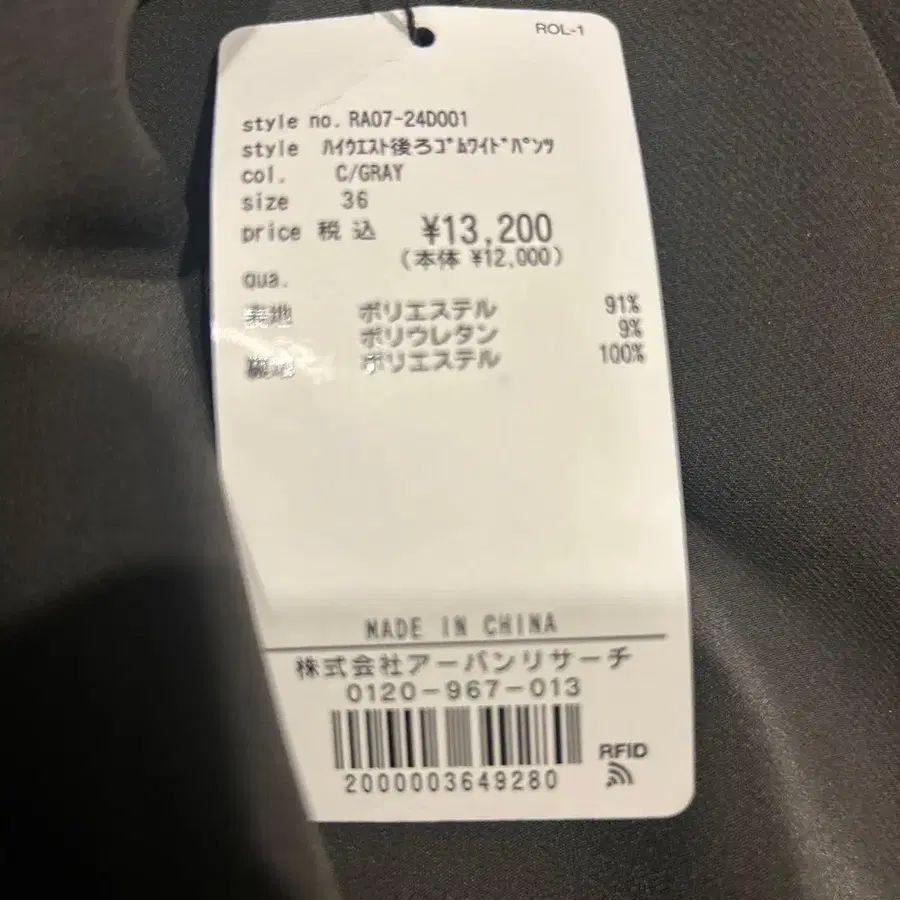 ROL-1
style no. RA07-24D001
style ﾊｲｳｴｽﾄ後ろｺﾞﾑﾜｲﾄﾞﾊﾟﾝﾂ
col. C/GRAY
size 36
price 税込 ¥13,200
(本体 ¥12,000)
qua.
表地 ポリエステル 91%
ポリウレタン 9%
ポリエステル 100%
MADE IN CHINA
株式会社アーバンリサーチ
0120-967-013
RFID
2000003649280